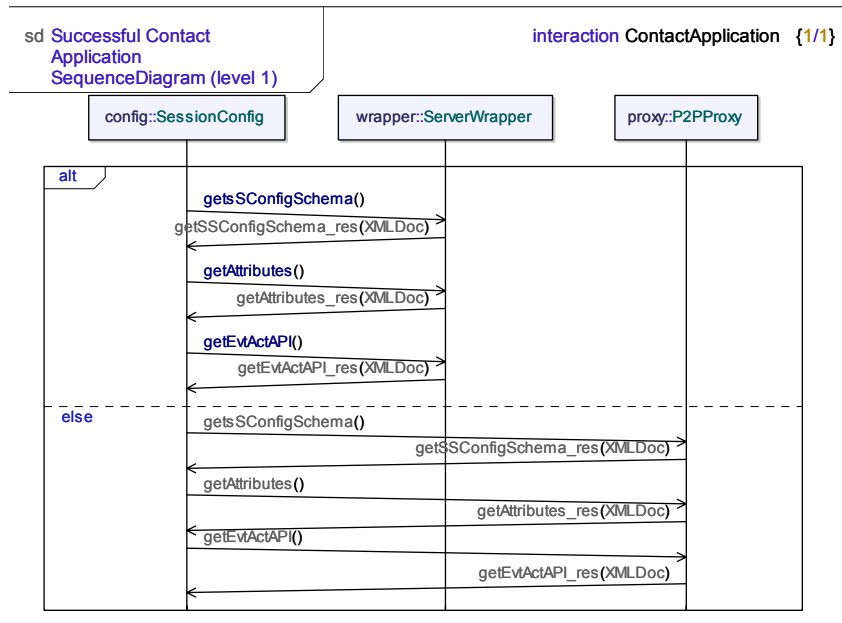 sd Successful Contact
Application
SequenceDiagram (level 1)
interaction ContactApplication {1/1}
config::SessionConfig
wrapper::ServerWrapper
proxy::P2PProxy
alt
getsSConfigSchema()
getSSConfigSchema_res(XMLDoc)
getAttributes()
getAttributes_res(XMLDoc)
getEvtActAPI()
getEvtActAPI_res(XMLDoc)
else
getsSConfigSchema()
getSSConfigSchema_res(XMLDoc)
getAttributes()
getAttributes_res(XMLDoc)
getEvtActAPI()
getEvtActAPI_res(XMLDoc)